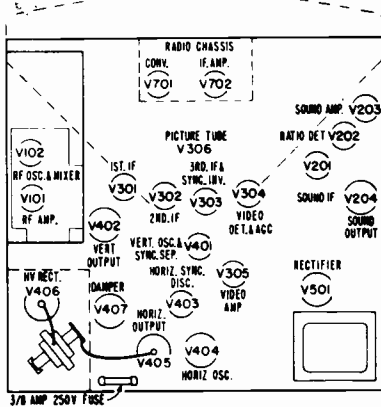 RADIO CHASSIS
CONV.
IF. AMP.
V701
V702
SOUND AMP.
V203
RATIO DET.
V202
PICTURE TUBE
V306
V102
RF OSC. & MIXER
V101
RF AMP.
1ST. IF
V301
V302
2ND. IF
3RD. IF &
SYNC. INV.
V303
V304
VIDEO
DET. & AGC
V201
SOUND IF
V204
SOUND
OUTPUT
V402
VERT
OUTPUT
VERT. OSC. &
SYNC. SEP.
V401
HORIZ. SYNC.
DISC.
V403
V305
VIDEO
AMP
RECTIFIER
V501
HV RECT.
V406
DAMPER
V407
HORIZ.
OUTPUT
V405
V404
HORIZ OSC.
3/8 AMP 250V FUSE